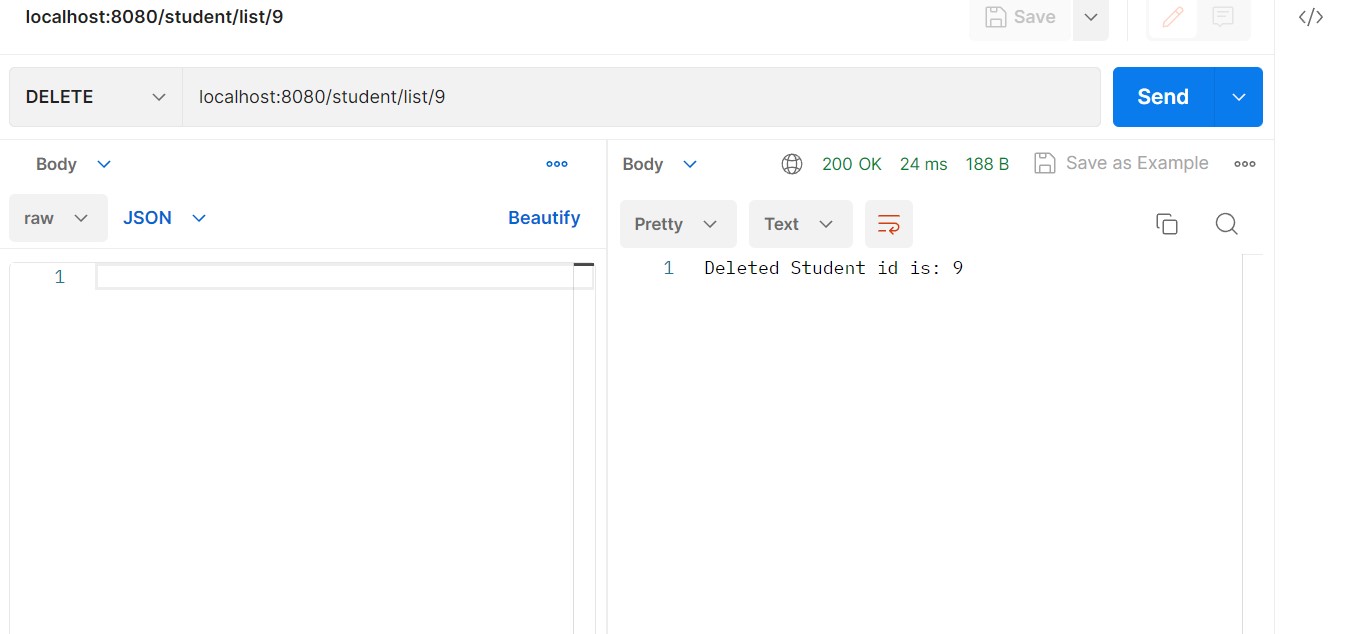 localhost:8080/student/list/9
Save
DELETE
localhost:8080/student/list/9
Send
Body
Body
200 OK 24 ms 188 B
Save as Example
raw
JSON
Beautify
Pretty
Text
1
1 Deleted Student id is: 9